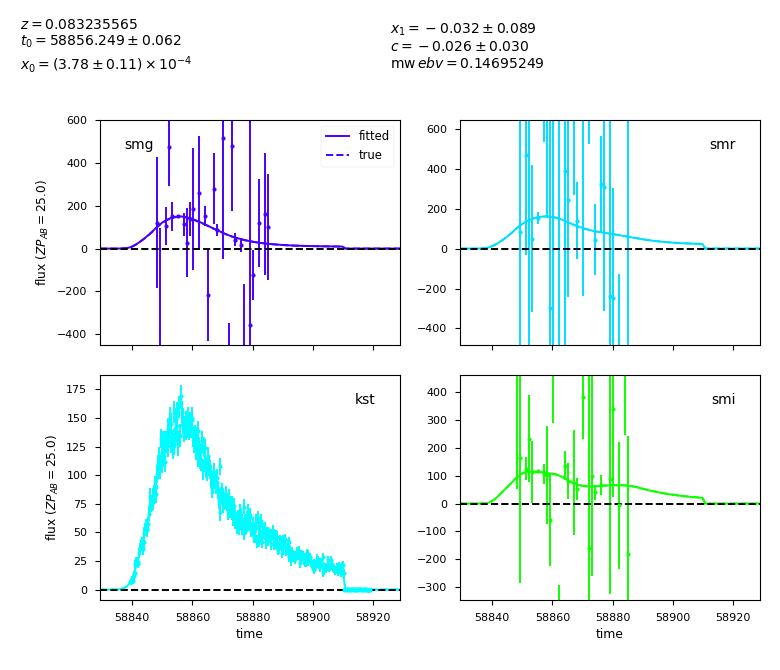 z = 0.083235565
t₀ = 58856.249 ± 0.062
x₀ = (3.78 ± 0.11) × 10⁻⁴
x₁ = −0.032 ± 0.089
c = −0.026 ± 0.030
mw ebv = 0.14695249
smg
fitted
true
600
400
200
0
−200
−400
flux (ZP_AB = 25.0)
smr
600
400
200
0
−200
−400
kst
175
150
125
100
75
50
25
0
flux (ZP_AB = 25.0)
58840 58860 58880 58900 58920
time
smi
400
300
200
100
0
−100
−200
−300
58840 58860 58880 58900 58920
time